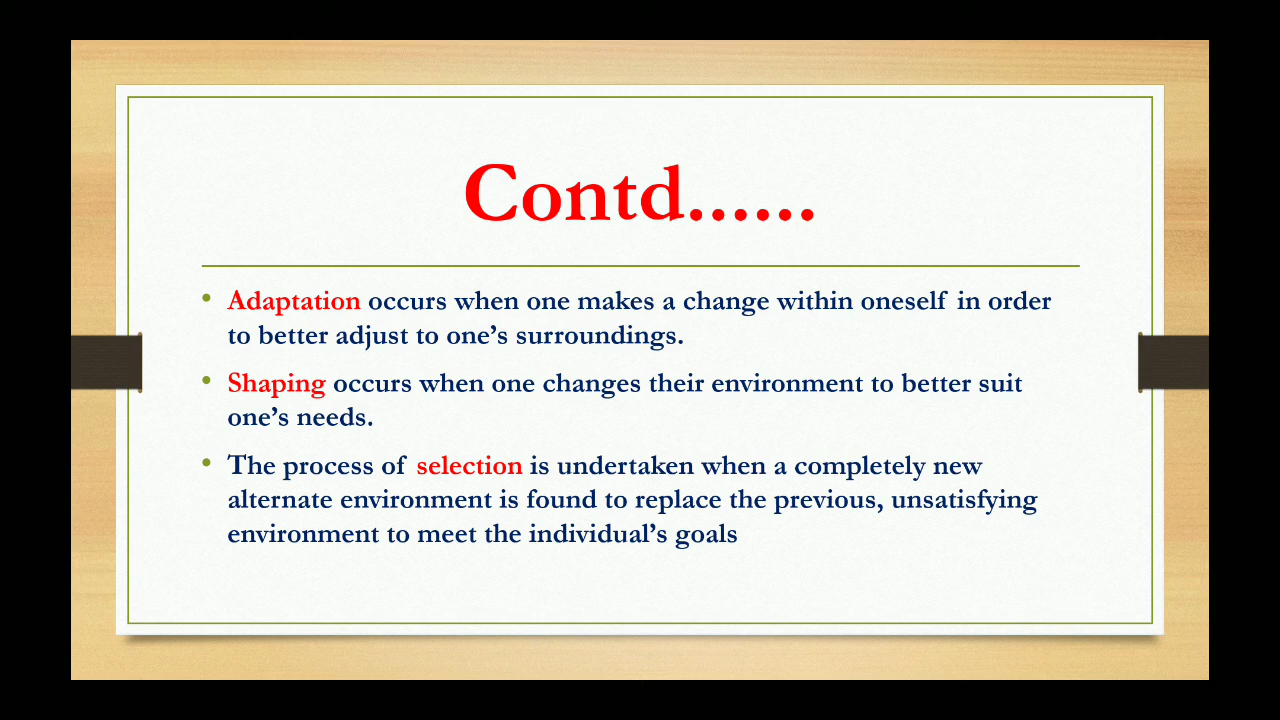 Contd......
• Adaptation occurs when one makes a change within oneself in order
to better adjust to one’s surroundings.
• Shaping occurs when one changes their environment to better suit
one’s needs.
• The process of selection is undertaken when a completely new
alternate environment is found to replace the previous, unsatisfying
environment to meet the individual’s goals